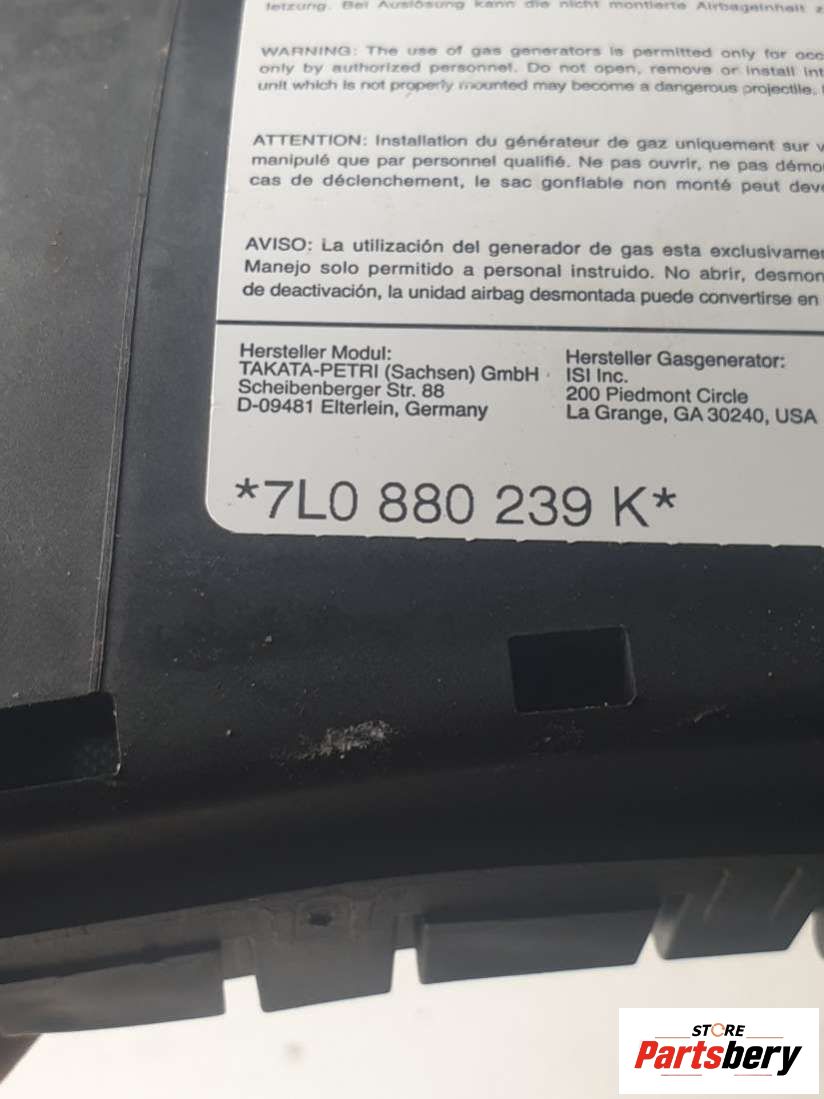 letzung. Bei Auslösung kann die nicht montierte Airbageinheit z
WARNING: The use of gas generators is permitted only for occ
only by authorized personnel. Do not open, remove or install int
unit which is not properly mounted may become a dangerous projectile,
ATTENTION: Installation du générateur de gaz uniquement sur v
manipulé que par personnel qualifié. Ne pas ouvrir, ne pas démo
cas de déclenchement, le sac gonflable non monté peut deve
AVISO: La utilización del generador de gas esta exclusivamen
Manejo solo permitido a personal instruido. No abrir, desmon
de deactivación, la unidad airbag desmontada puede convertirse en
Hersteller Modul:
TAKATA-PETRI (Sachsen) GmbH
Scheibenberger Str. 88
D-09481 Elterlein, Germany
Hersteller Gasgenerator:
ISI Inc.
200 Piedmont Circle
La Grange, GA 30240, USA
*7L0 880 239 K*
STORE
Partsbery